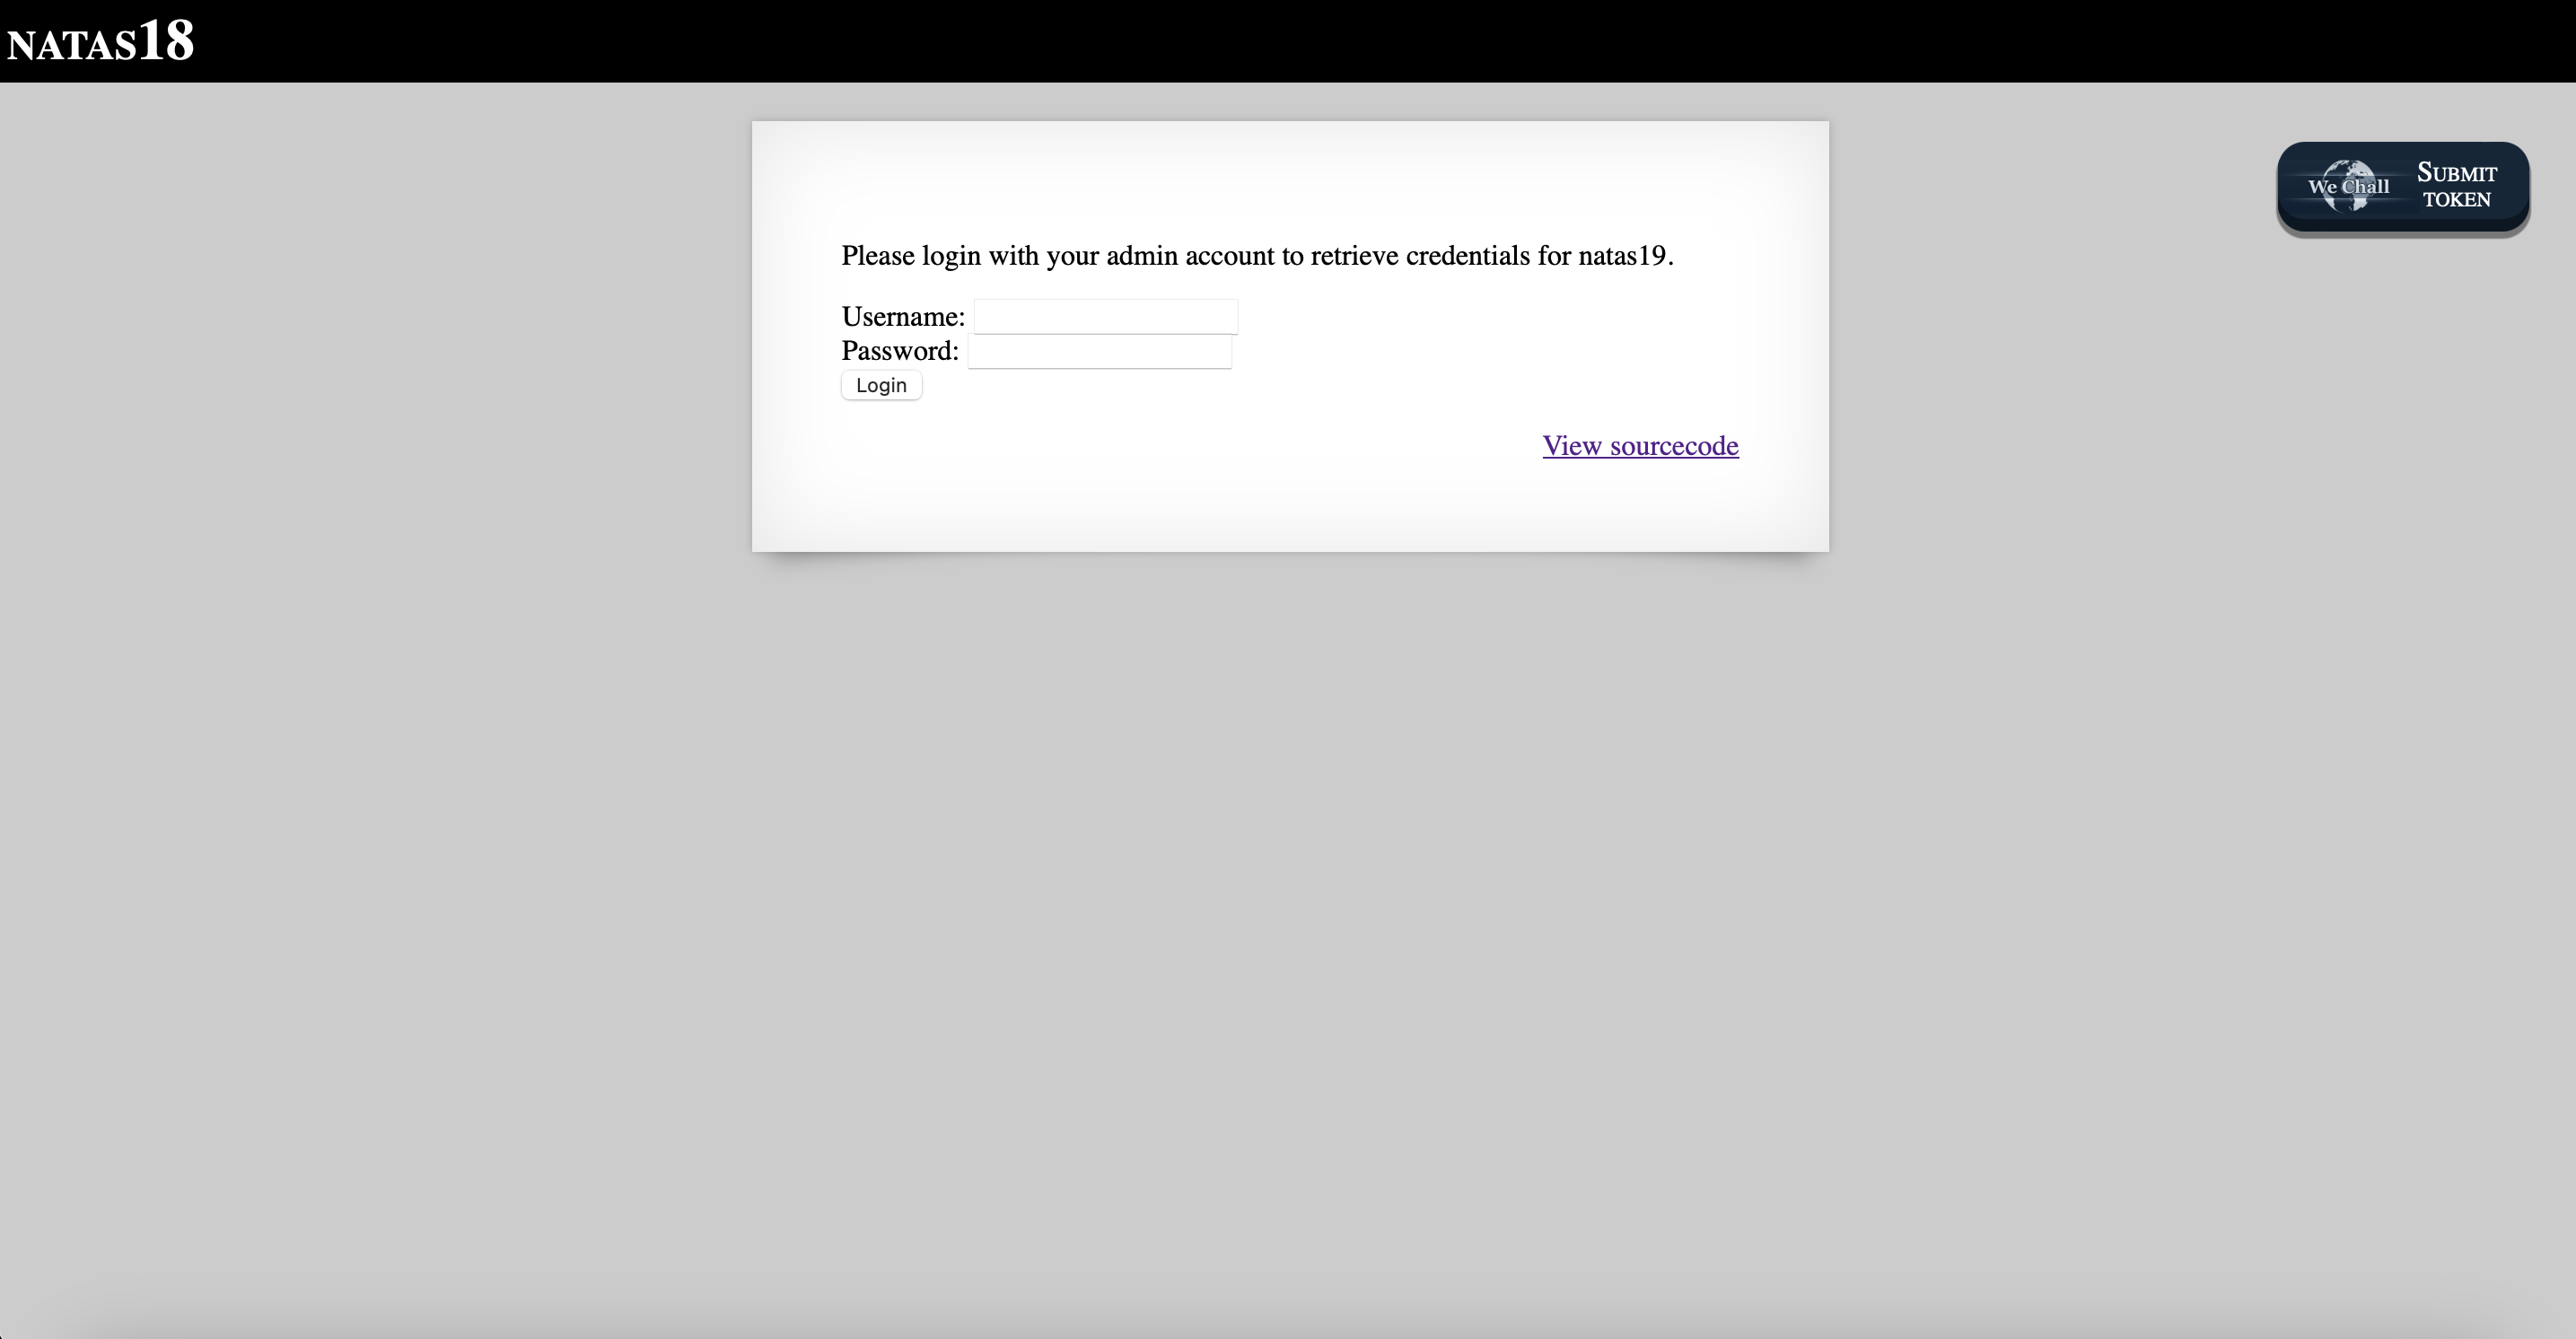 NATAS18
We Chall
SUBMIT
TOKEN
Please login with your admin account to retrieve credentials for natas19.
Username:
Password:
Login
View sourcecode